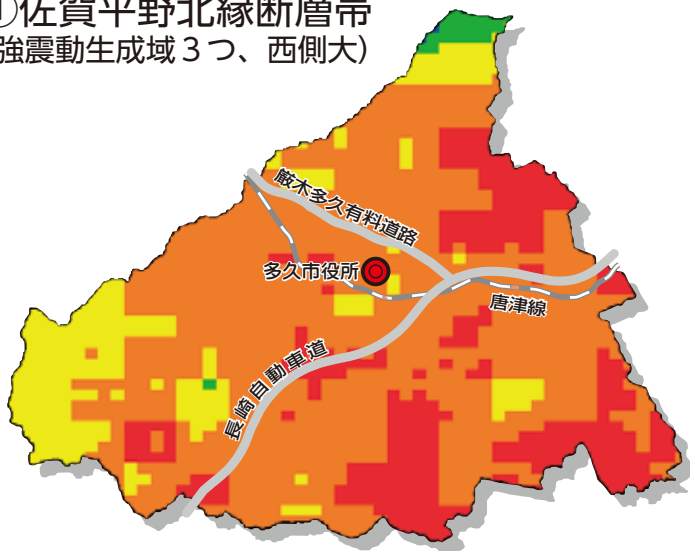 ①佐賀平野北縁断層帯
強震動生成域３つ、西側大）
厳木多久有料道路
多久市役所
唐津線
長崎自動車道